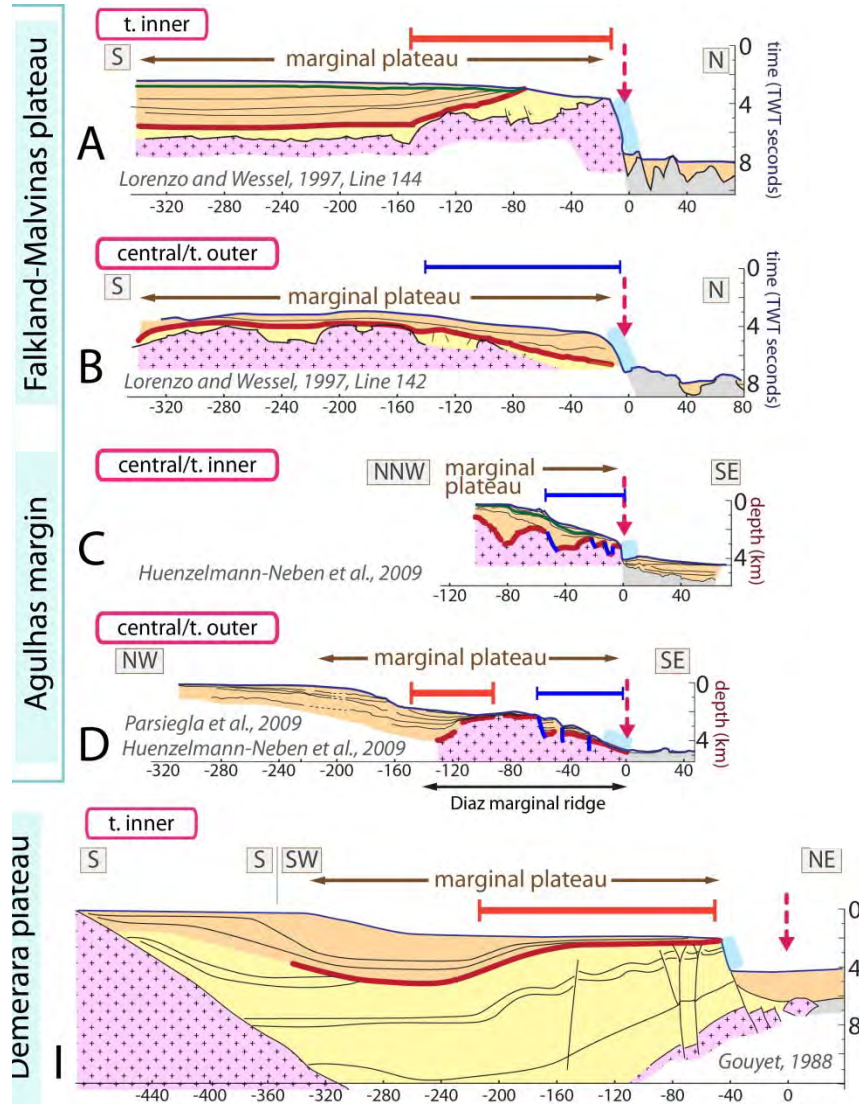 Falkland-Malvinas plateau
t. inner
S
marginal plateau
N
0
4
8
time (TWT seconds)
A
Lorenzo and Wessel, 1997, Line 144
-320 -280 -240 -200 -160 -120 -80 -40 0 40
central/t. outer
S
marginal plateau
N
0
4
8
time (TWT seconds)
B
Lorenzo and Wessel, 1997, Line 142
-320 -280 -240 -200 -160 -120 -80 -40 0 40 80
Agulhas margin
central/t. inner
NNW
marginal
plateau
SE
0
4
depth (km)
C
Huenzelmann-Neben et al., 2009
-120 -80 -40 0 40
central/t. outer
NW
marginal plateau
SE
0
4
depth (km)
Parsiegla et al., 2009
Huenzelmann-Neben et al., 2009
D
-320 -280 -240 -200 -160 -120 -80 -40 0 40
Diaz marginal ridge
Demerara plateau
t. inner
S
S
SW
marginal plateau
NE
0
4
8
I
Gouyet, 1988
-440 -400 -360 -320 -280 -240 -200 -160 -120 -80 -40 0